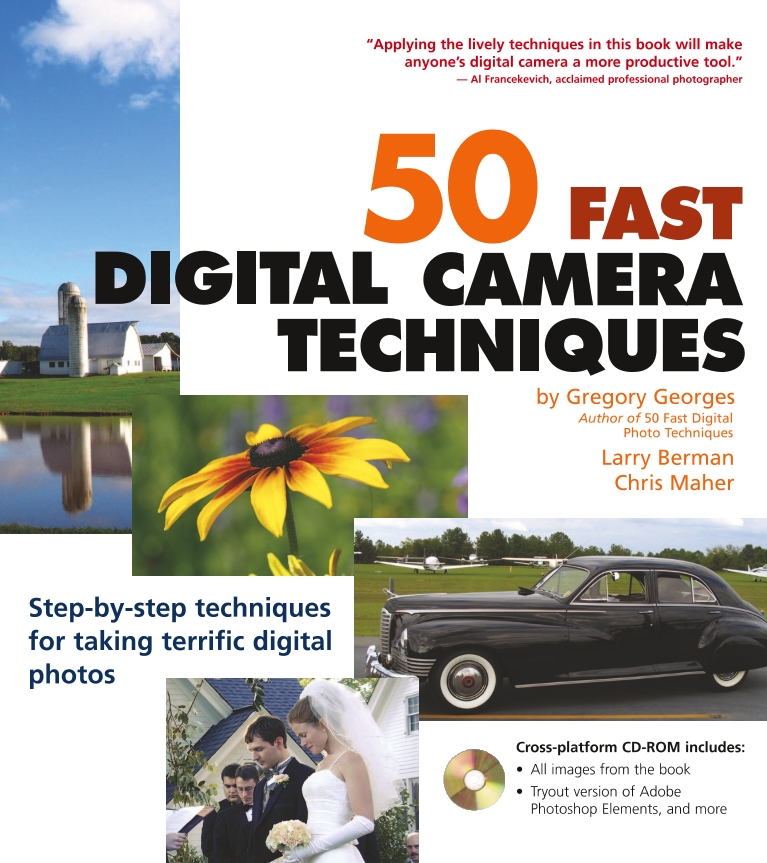 “Applying the lively techniques in this book will make
anyone’s digital camera a more productive tool.”
— Al Francekevich, acclaimed professional photographer
50 FAST
DIGITAL CAMERA
TECHNIQUES
by Gregory Georges
Author of 50 Fast Digital
Photo Techniques
Larry Berman
Chris Maher
Step-by-step techniques
for taking terrific digital
photos
Cross-platform CD-ROM includes:
• All images from the book
• Tryout version of Adobe
Photoshop Elements, and more